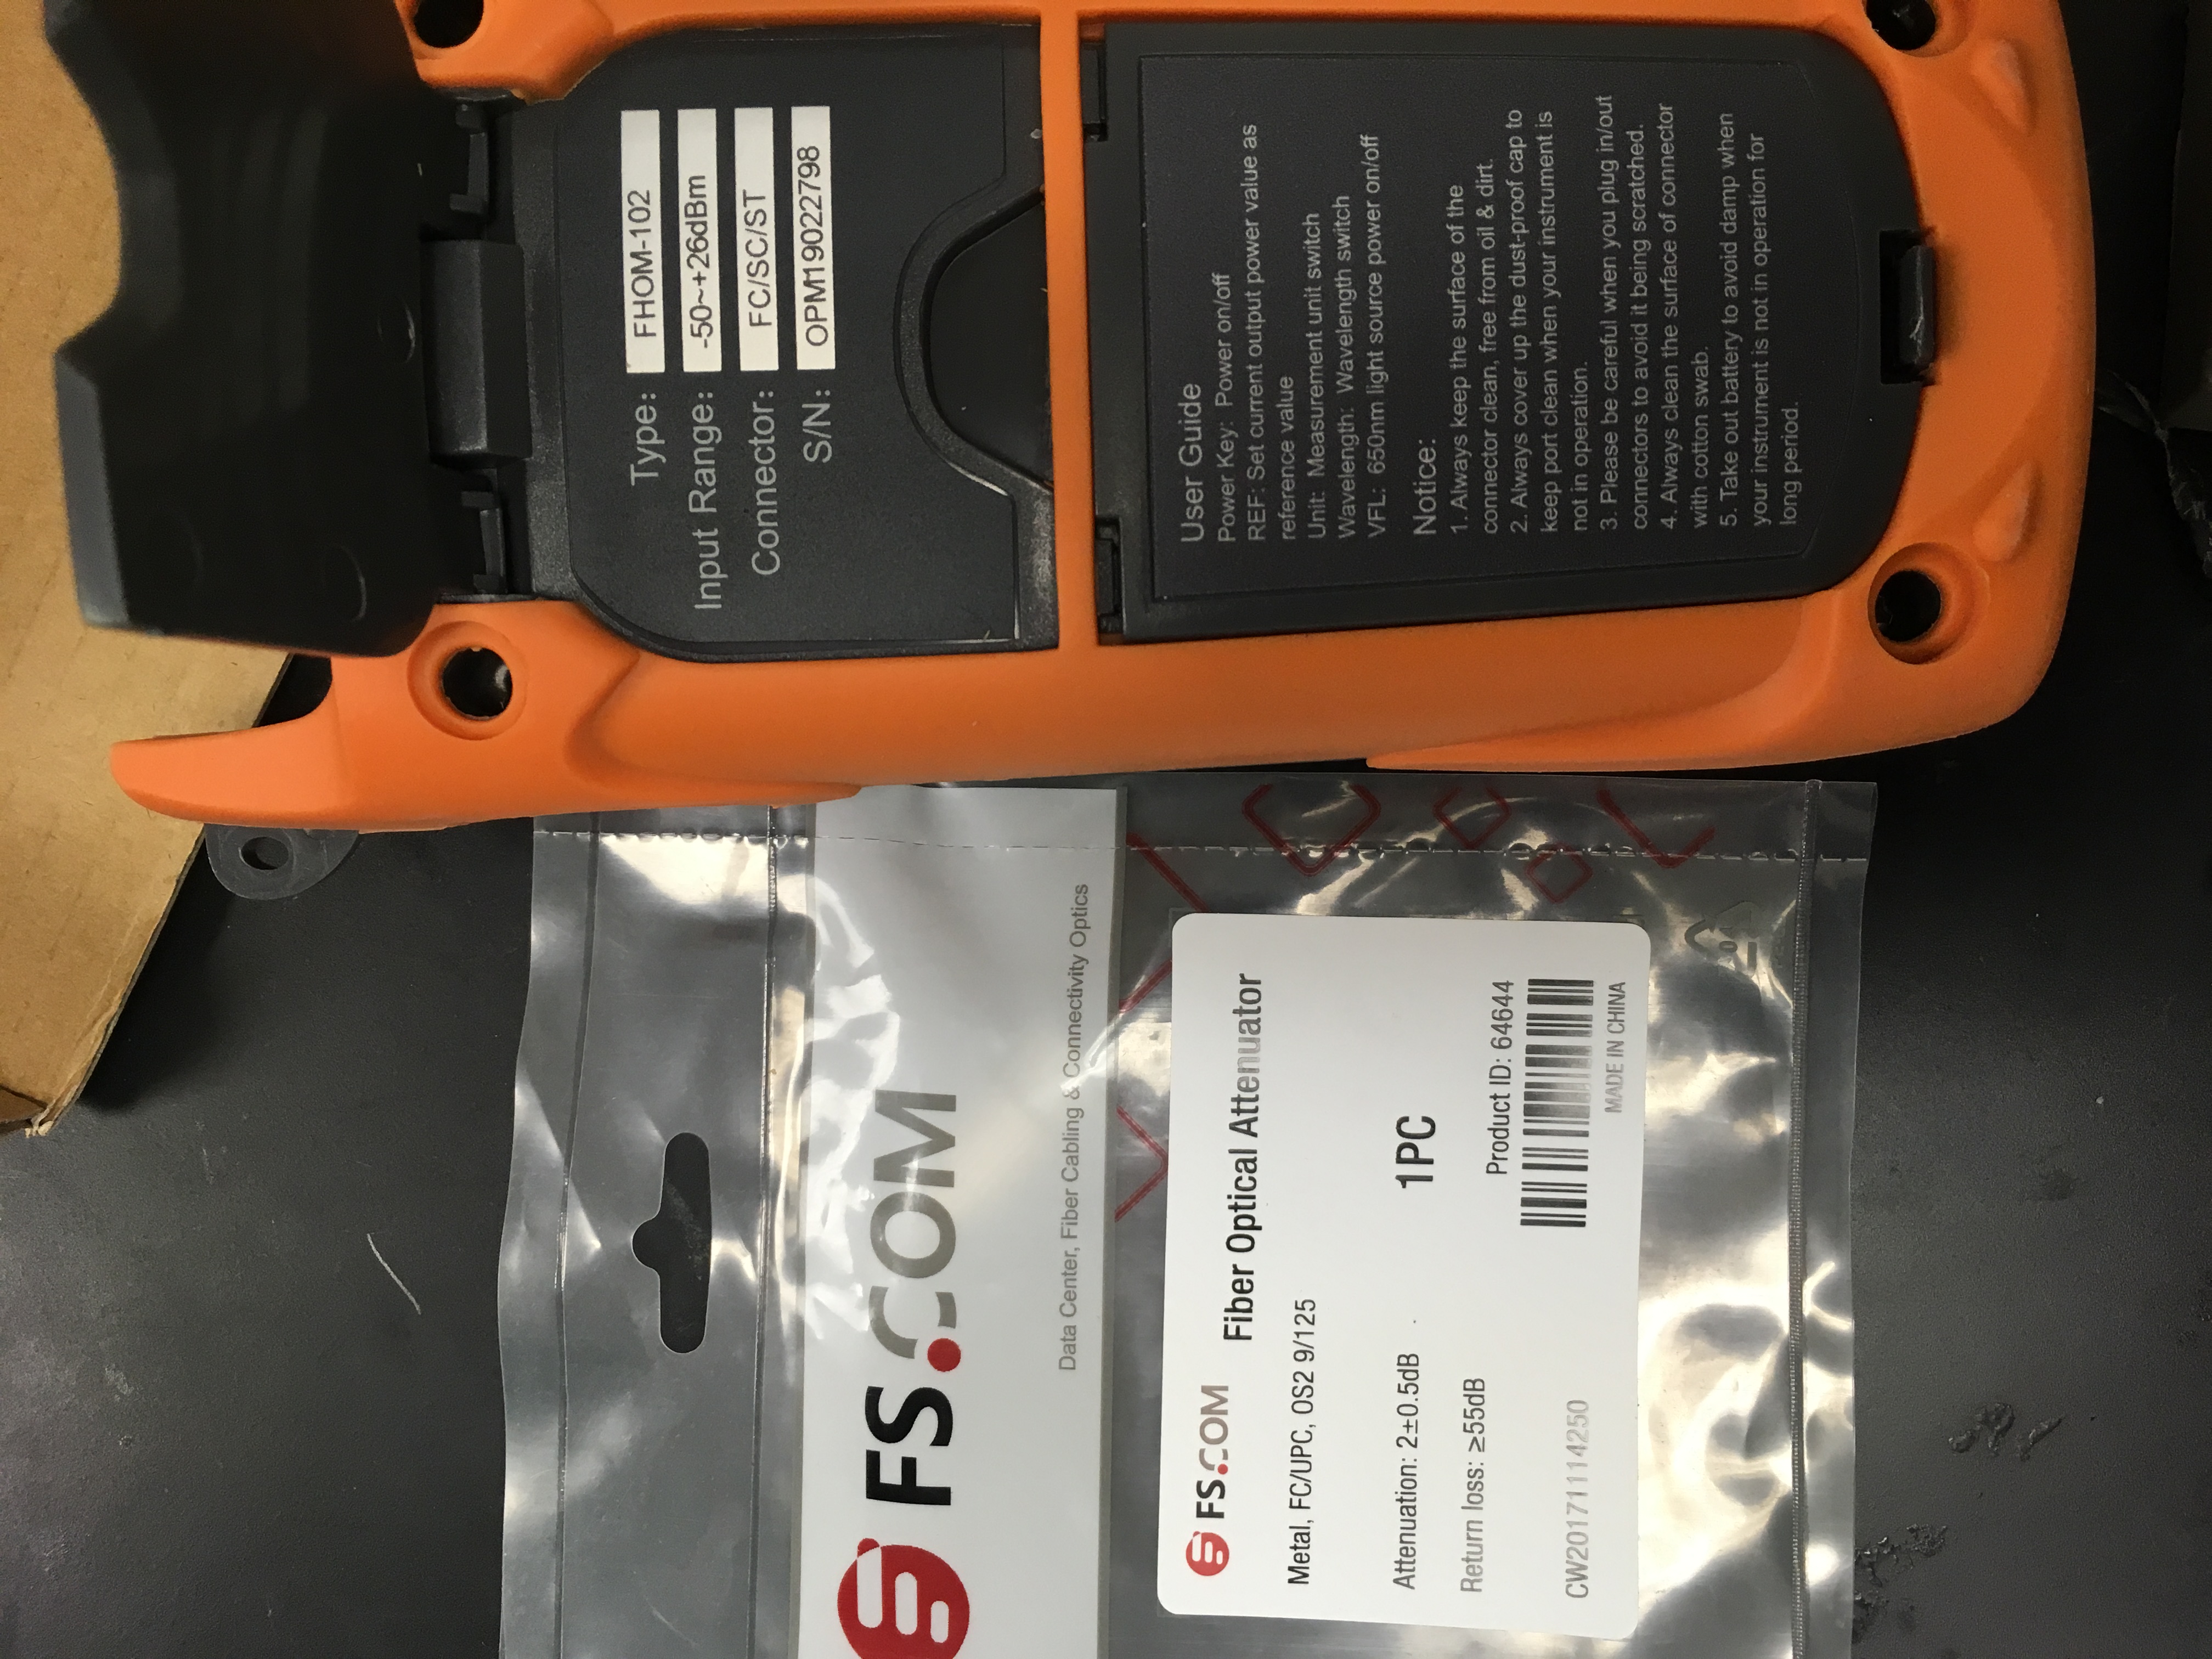 FS.COM
Data Center, Fiber Cabling & Connectivity Optics
FS.COM
Fiber Optical Attenuator
Metal, FC/UPC, OS2 9/125
Attenuation: 2±0.5dB
1PC
Return loss: ≥55dB
Product ID: 64644
CW20171114250
MADE IN CHINA
04
Type: FHOM-102
Input Range: -50~+26dBm
Connector: FC/SC/ST
S/N: OPM19022798
User Guide
Power Key: Power on/off
REF: Set current output power value as
reference value
Unit: Measurement unit switch
Wavelength: Wavelength switch
VFL: 650nm light source power on/off
Notice:
1. Always keep the surface of the
connector clean, free from oil & dirt.
2. Always cover up the dust-proof cap to
keep port clean when your instrument is
not in operation.
3. Please be careful when you plug in/out
connectors to avoid it being scratched.
4. Always clean the surface of connector
with cotton swab.
5. Take out battery to avoid damp when
your instrument is not in operation for
long period.